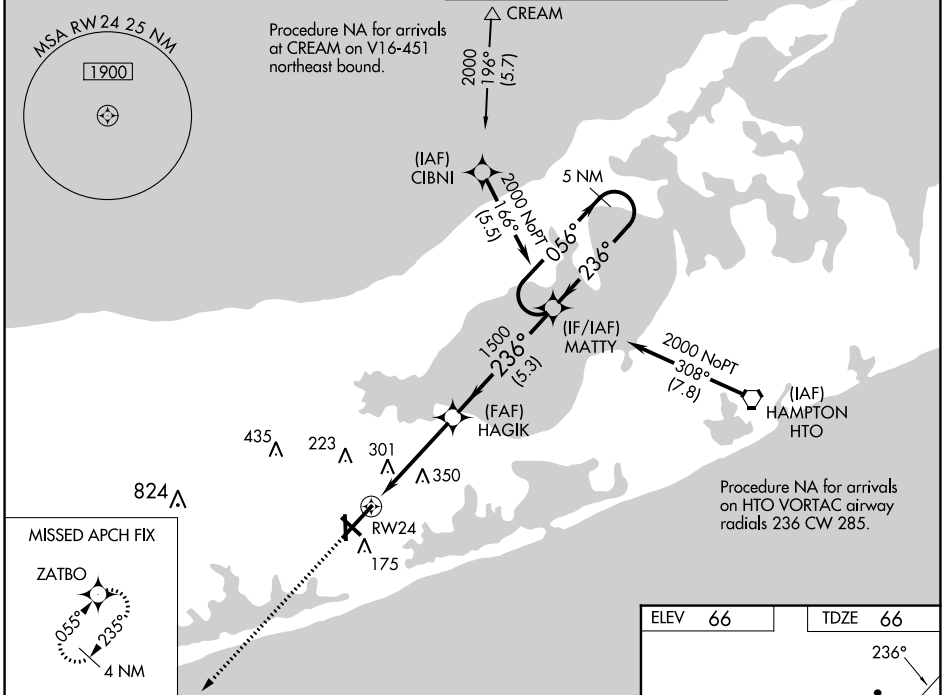 MSA RW24 25 NM
1900
Procedure NA for arrivals
at CREAM on V16-451
northeast bound.
CREAM
2000
196°
(5.7)
(IAF)
CIBNI
2000 NoPT
166°
(5.5)
5 NM
056°
236°
(IF/IAF)
MATTY
1500
236°
(5.3)
2000 NoPT
308°
(7.8)
(IAF)
HAMPTON
HTO
(FAF)
HAGIK
435
223
301
350
824
RW24
175
Procedure NA for arrivals
on HTO VORTAC airway
radials 236 CW 285.
MISSED APCH FIX
ZATBO
055°
235°
4 NM
ELEV 66
TDZE 66
236°